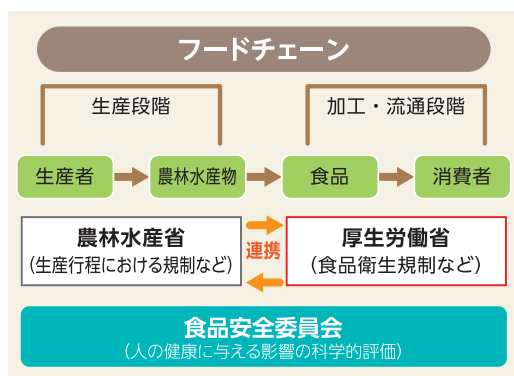 フードチェーン
生産段階
加工・流通段階
生産者
農林水産物
食品
消費者
農林水産省
(生産行程における規制など)
連携
厚生労働省
(食品衛生規制など)
食品安全委員会
(人の健康に与える影響の科学的評価)